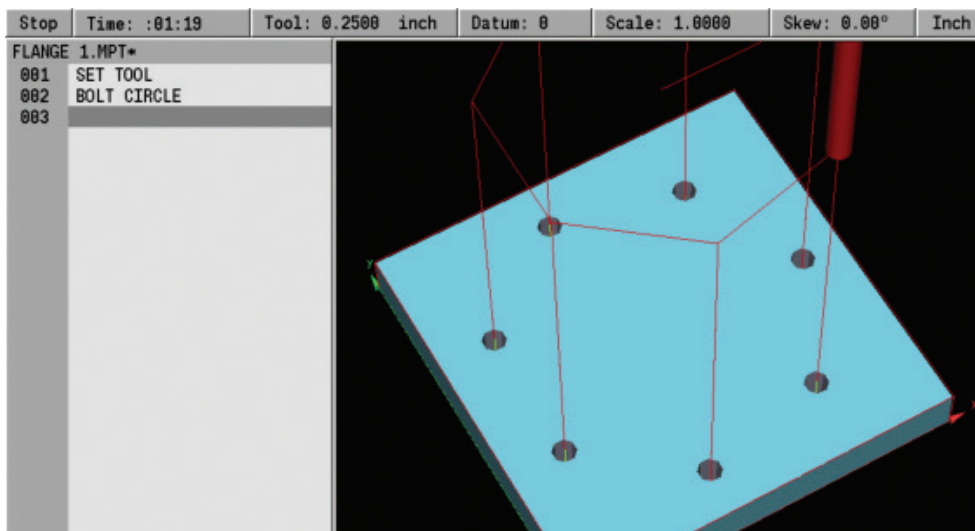 Stop Time: :01:19 Tool: 0.2500 inch Datum: 0 Scale: 1.0000 Skew: 0.00º Inch
FLANGE 1.MPT*
001 SET TOOL
002 BOLT CIRCLE
003
Y